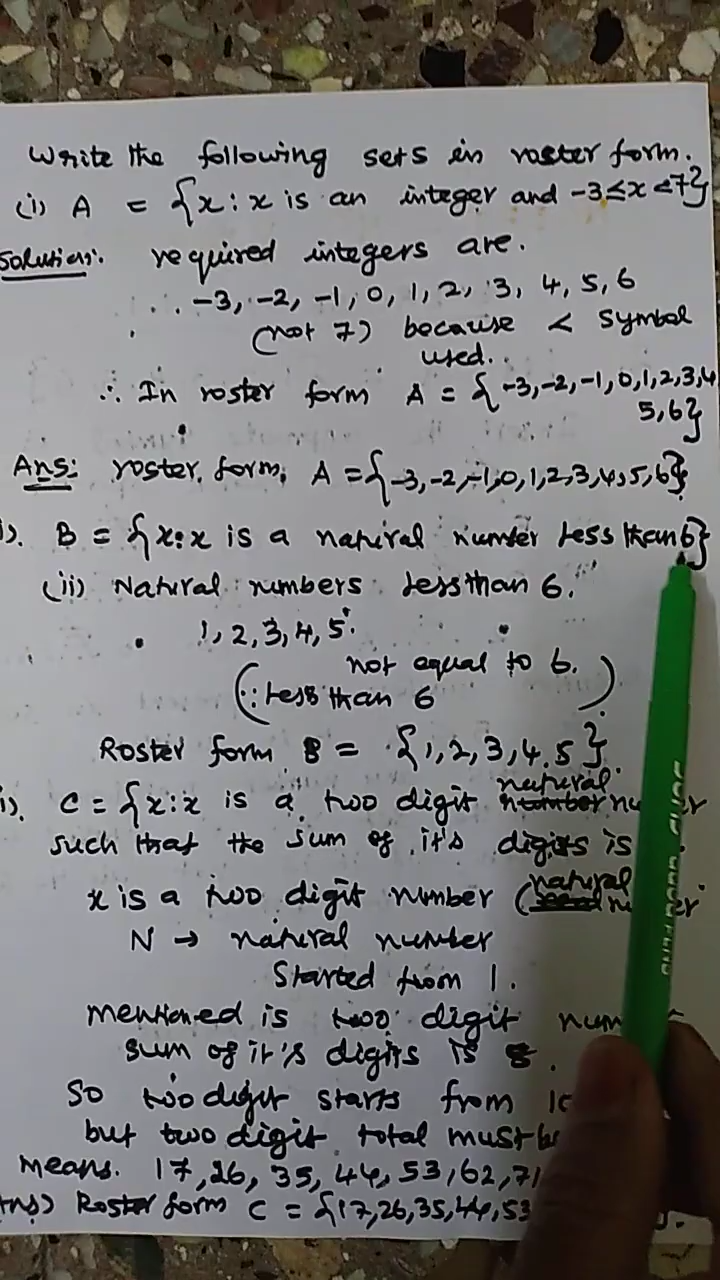 Write the following sets in roster form.
(i) A = {x : x is an integer and -3≤x<7}
Solution: required integers are.
-3, -2, -1, 0, 1, 2, 3, 4, 5, 6
(not 7) because < symbol
used.
∴ In roster form A = {-3,-2,-1,0,1,2,3,4
5,6}
Ans: roster form, A = {-3,-2,-1,0,1,2,3,4,5,6}
). B = {x:x is a natural number less than 6}
(ii) Natural numbers less than 6.
1, 2, 3, 4, 5.
not equal to 6.
(∵ less than 6)
Roster form B = {1,2,3,4.5}.
i). C = {x:x is a two digit natural
such that the sum of it's digits is
x is a two digit number (natural
N → natural number
Started from 1.
mentioned is two digit num
sum of it's digits is 8.
So two digit starts from 1
but two digit total must
means. 17, 26, 35, 44, 53, 62, 71
Ans) Roster form C = {17,26,35,44,53